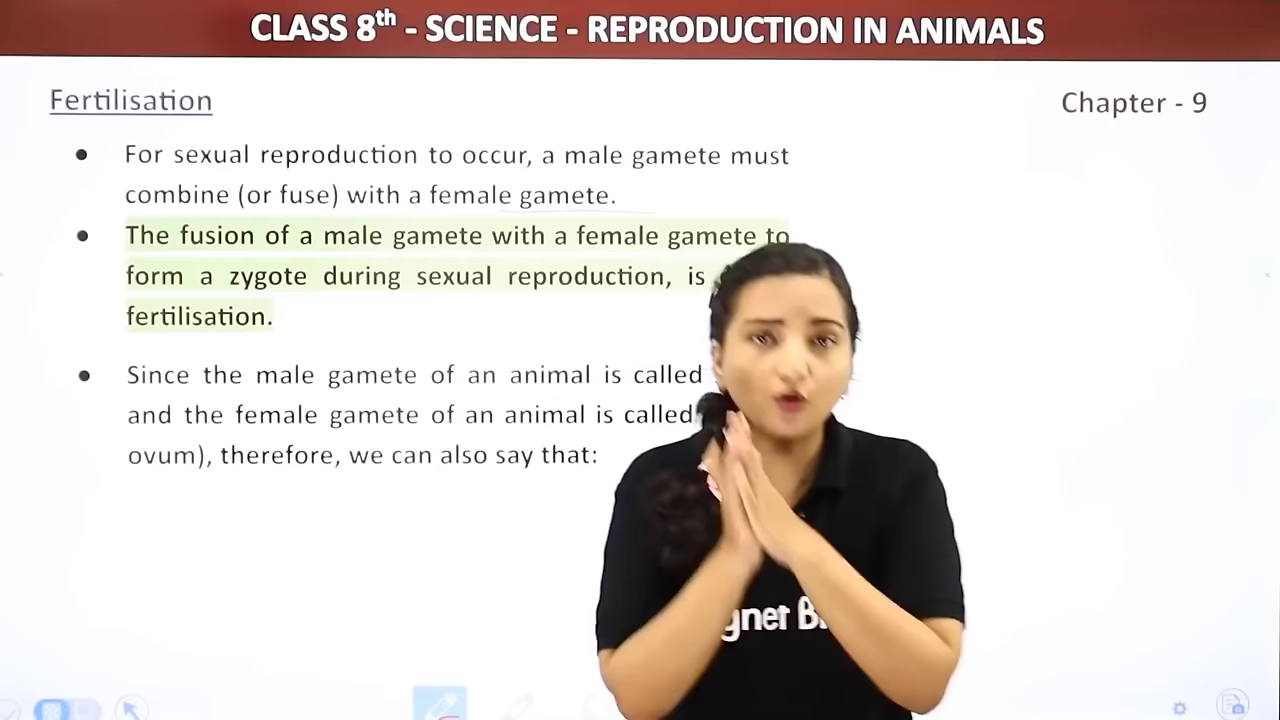 CLASS 8th - SCIENCE - REPRODUCTION IN ANIMALS
Fertilisation
Chapter - 9
● For sexual reproduction to occur, a male gamete must
combine (or fuse) with a female gamete.
● The fusion of a male gamete with a female gamete to
form a zygote during sexual reproduction, is
fertilisation.
● Since the male gamete of an animal is called
and the female gamete of an animal is called
ovum), therefore, we can also say that:
gnet B